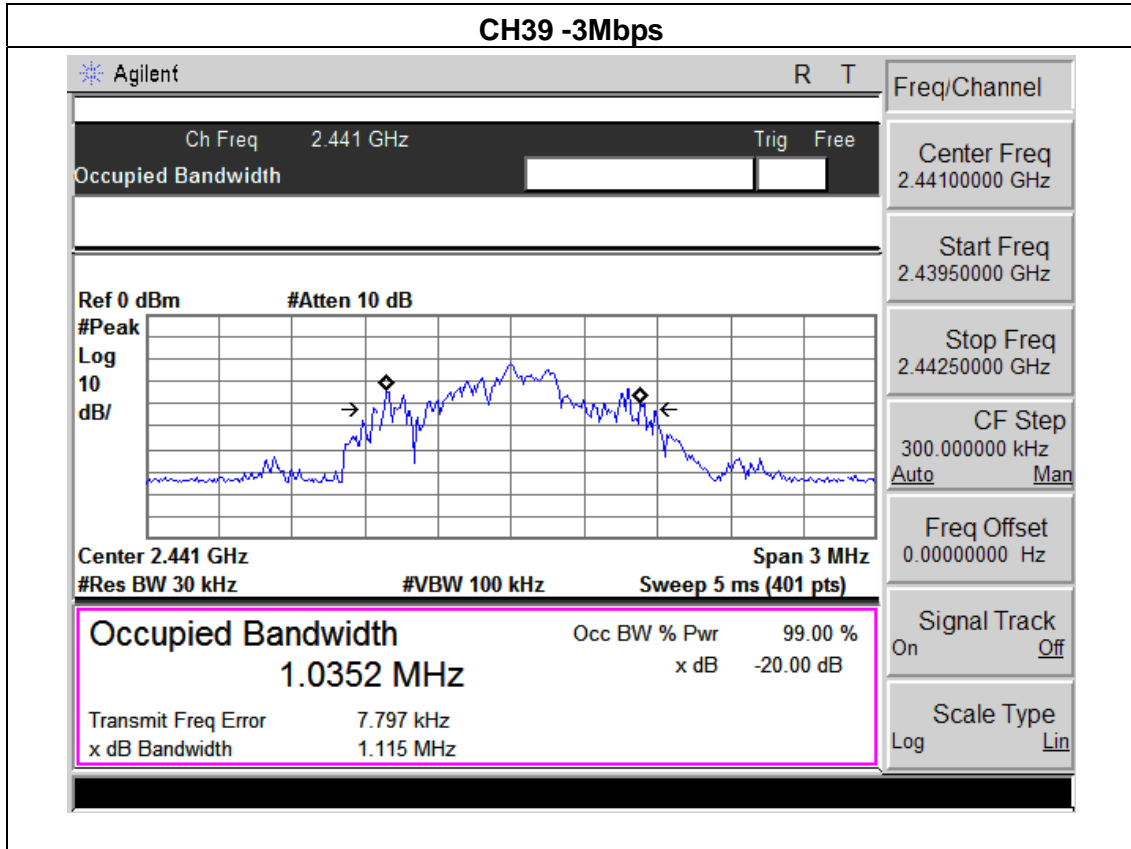 CH39 -3Mbps
Agilent R T
Ch Freq 2.441 GHz Trig Free
Occupied Bandwidth
Ref 0 dBm #Atten 10 dB
#Peak
Log
10
dB/
Center 2.441 GHz Span 3 MHz
#Res BW 30 kHz #VBW 100 kHz Sweep 5 ms (401 pts)
Occupied Bandwidth Occ BW % Pwr 99.00 %
1.0352 MHz x dB -20.00 dB
Transmit Freq Error 7.797 kHz
x dB Bandwidth 1.115 MHz
Freq/Channel
Center Freq
2.44100000 GHz
Start Freq
2.43950000 GHz
Stop Freq
2.44250000 GHz
CF Step
300.000000 kHz
Auto Man
Freq Offset
0.00000000 Hz
Signal Track
On Off
Scale Type
Log Lin